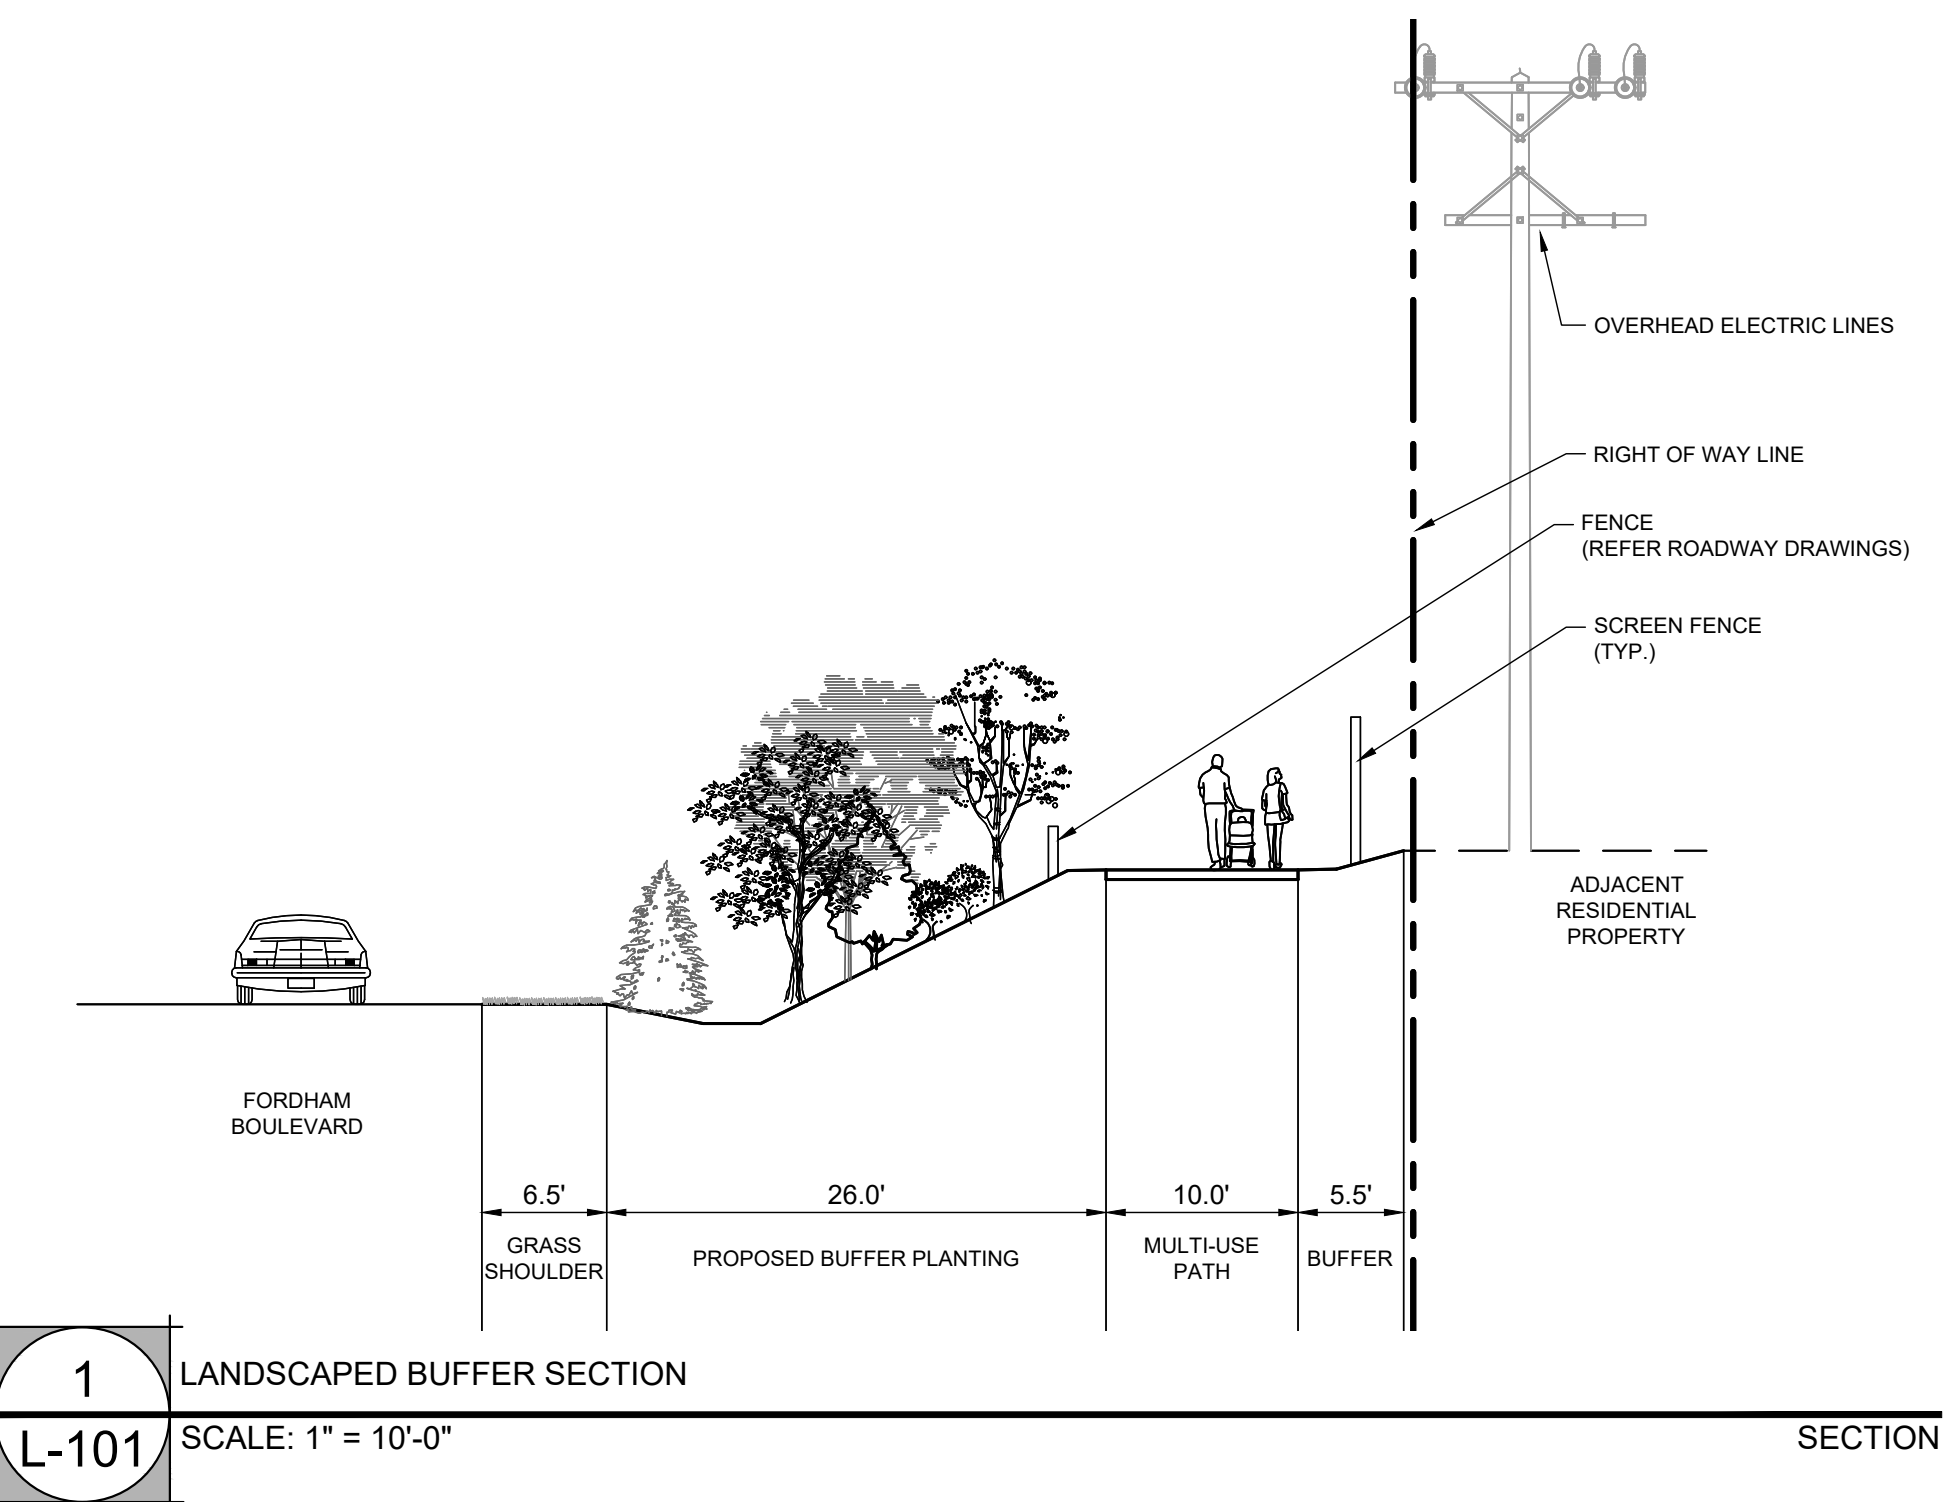 OVERHEAD ELECTRIC LINES
RIGHT OF WAY LINE
FENCE
(REFER ROADWAY DRAWINGS)
SCREEN FENCE
(TYP.)
ADJACENT
RESIDENTIAL
PROPERTY
FORDHAM
BOULEVARD
6.5'
26.0'
10.0'
5.5'
GRASS
SHOULDER
PROPOSED BUFFER PLANTING
MULTI-USE
PATH
BUFFER
1
LANDSCAPED BUFFER SECTION
L-101
SCALE: 1" = 10'-0"
SECTION